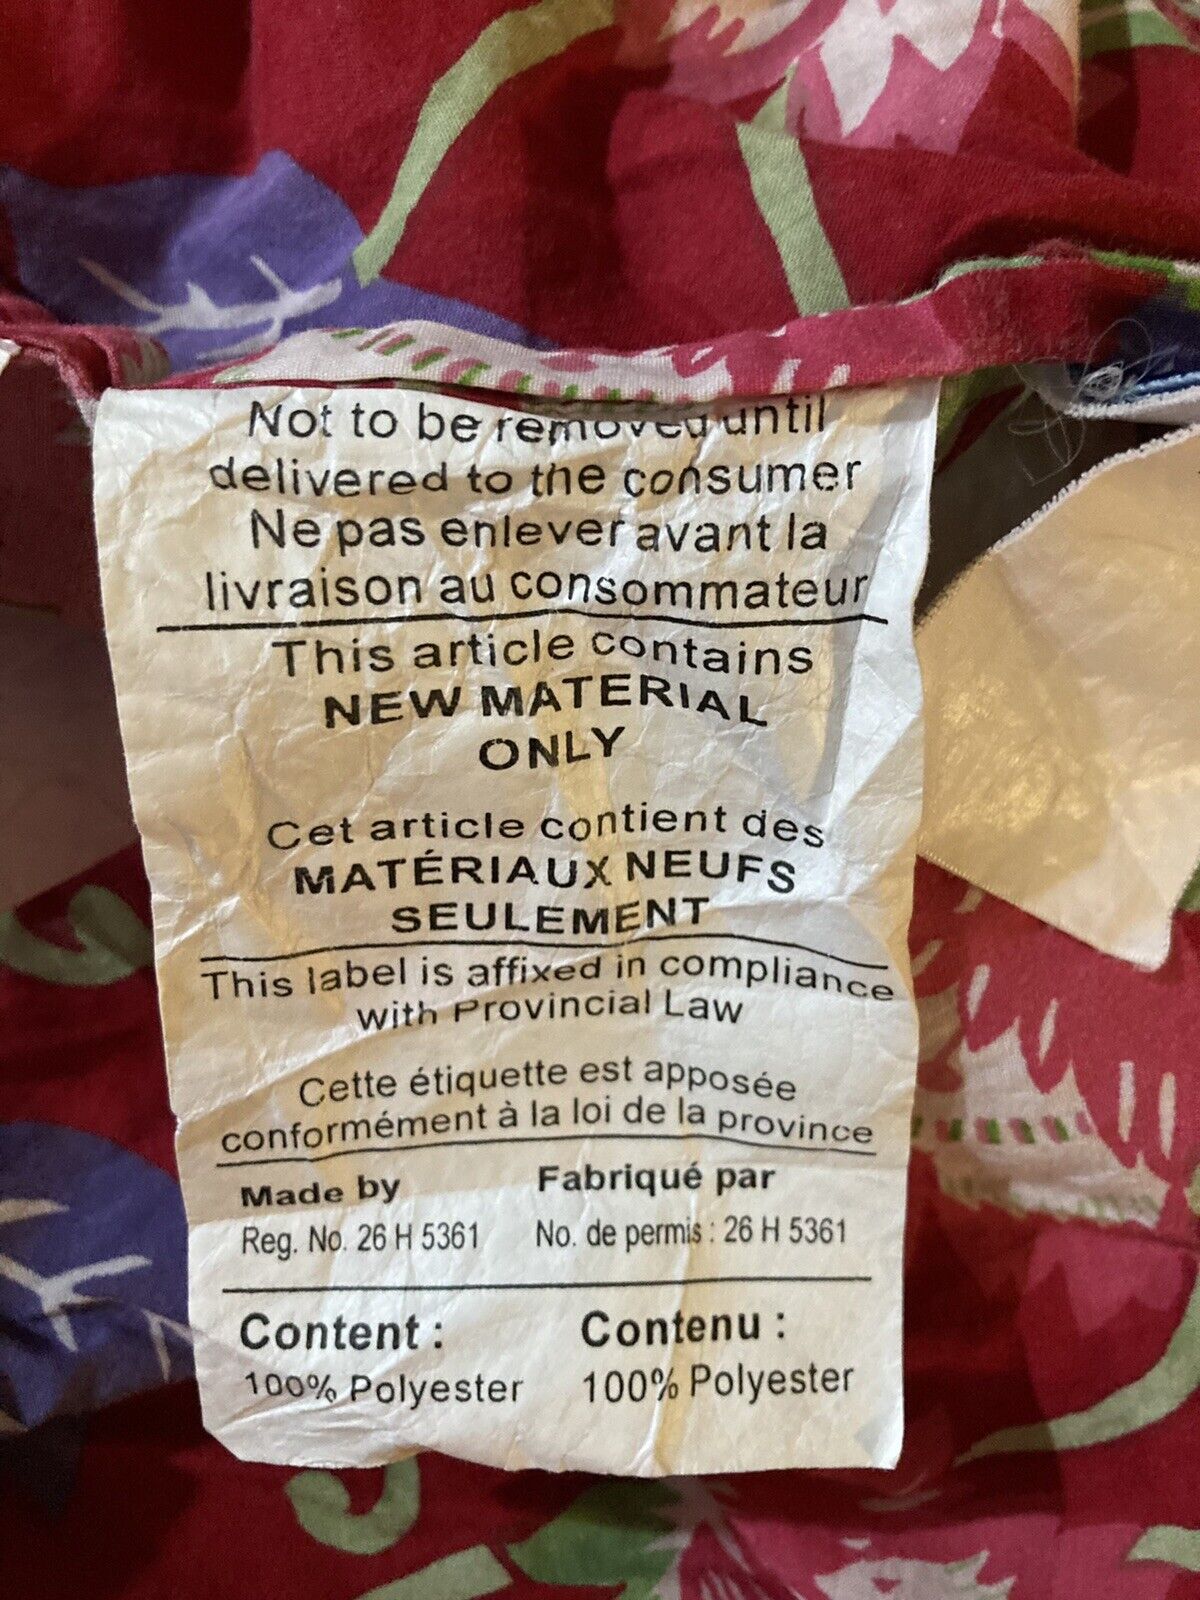 Not to be removed until
delivered to the consumer
Ne pas enlever avant la
livraison au consommateur
This article contains
NEW MATERIAL
ONLY
Cet article contient des
MATÉRIAUX NEUFS
SEULEMENT
This label is affixed in compliance
with Provincial Law
Cette étiquette est apposée
conformément à la loi de la province
Made by Fabriqué par
Reg. No. 26 H 5361 No. de permis : 26 H 5361
Content : Contenu :
100% Polyester 100% Polyester